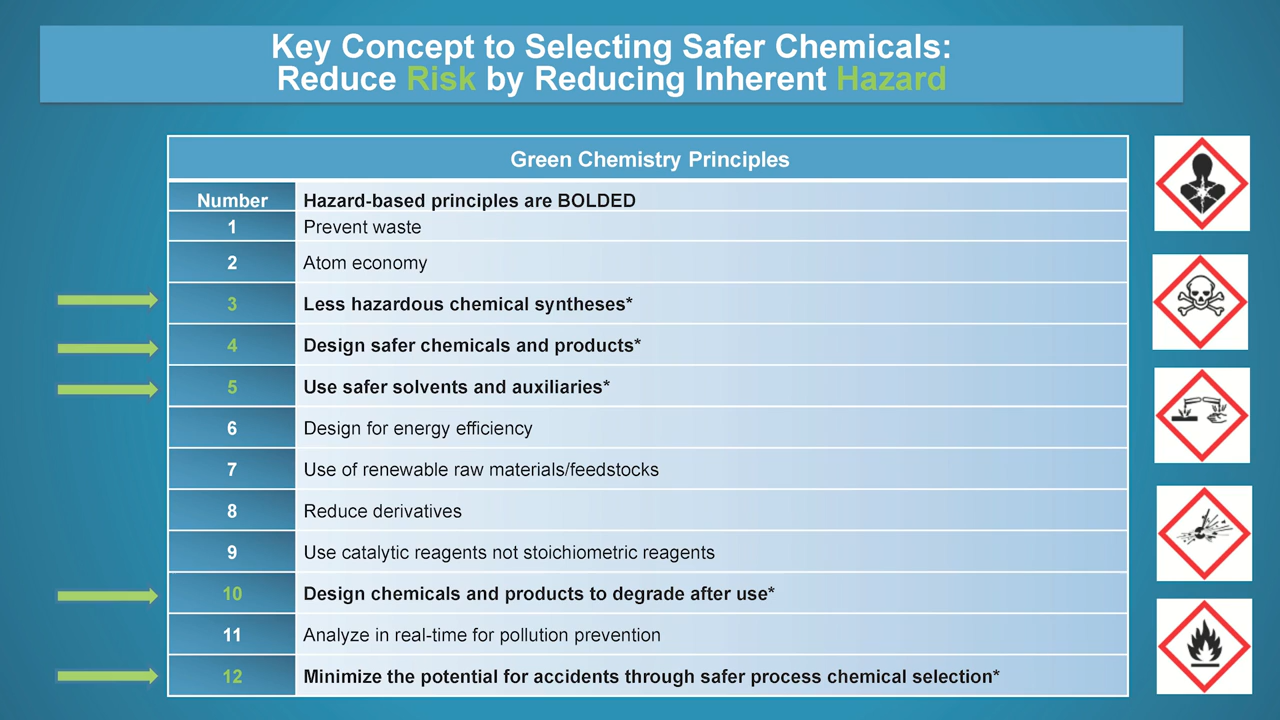 Key Concept to Selecting Safer Chemicals:
Reduce Risk by Reducing Inherent Hazard
Green Chemistry Principles
Number Hazard-based principles are BOLDED
1 Prevent waste
2 Atom economy
3 Less hazardous chemical syntheses*
4 Design safer chemicals and products*
5 Use safer solvents and auxiliaries*
6 Design for energy efficiency
7 Use of renewable raw materials/feedstocks
8 Reduce derivatives
9 Use catalytic reagents not stoichiometric reagents
10 Design chemicals and products to degrade after use*
11 Analyze in real-time for pollution prevention
12 Minimize the potential for accidents through safer process chemical selection*